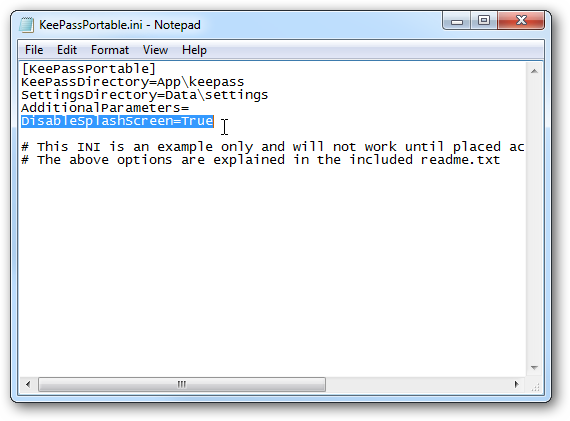 KeePassPortable.ini - Notepad
File Edit Format View Help
[KeePassPortable]
KeePassDirectory=App\keepass
SettingsDirectory=Data\settings
AdditionalParameters=
DisableSplashScreen=True
# This INI is an example only and will not work until placed ac
# The above options are explained in the included readme.txt